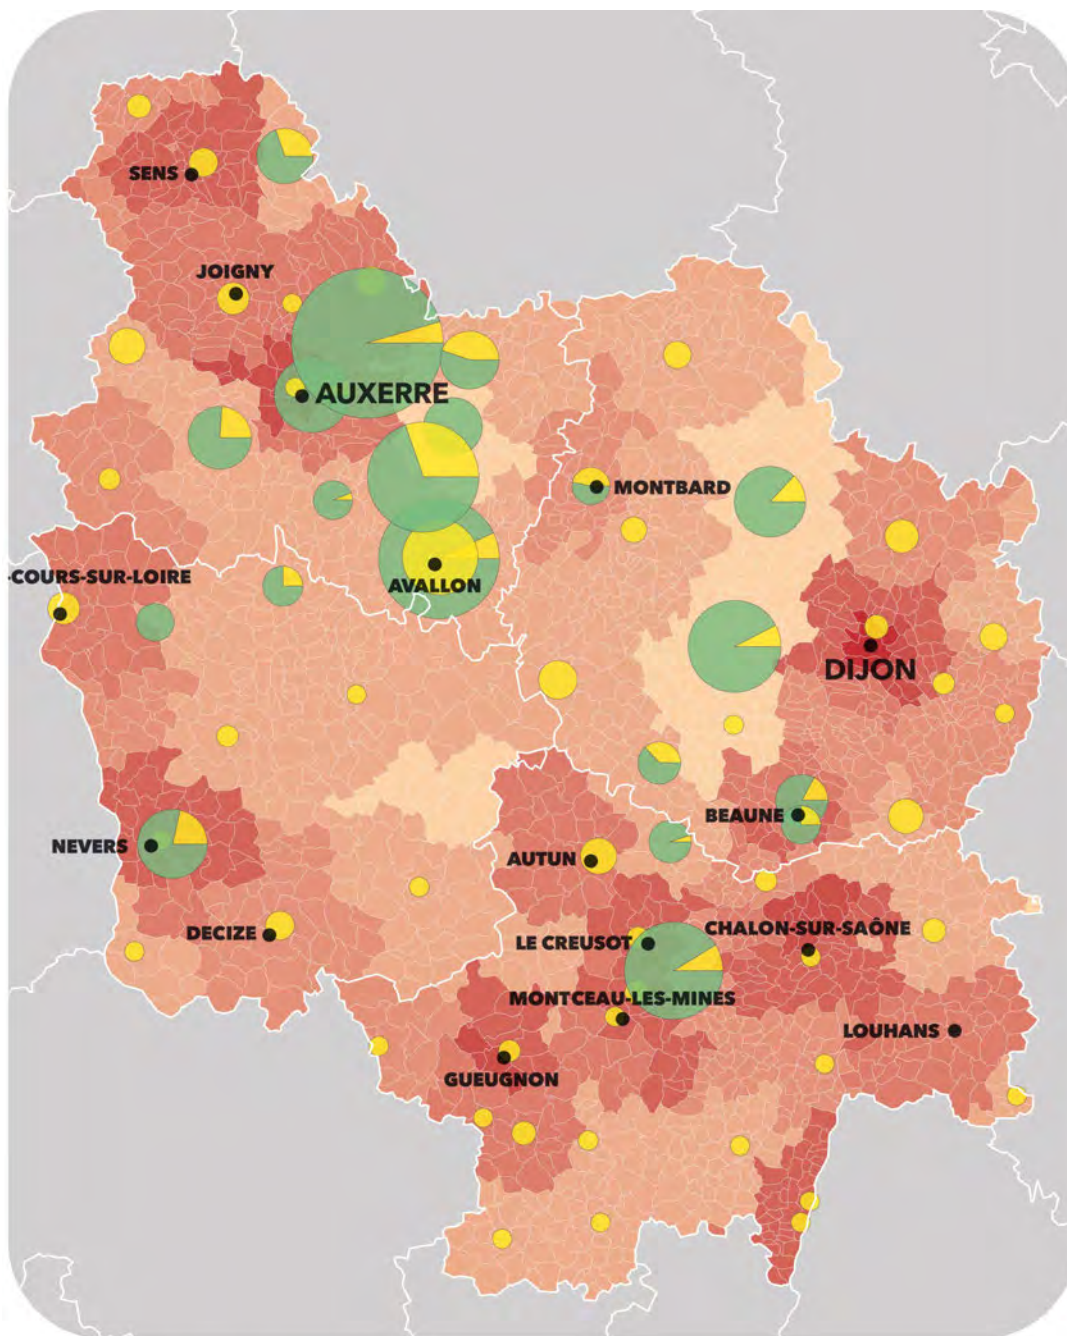 SENS
JOIGNY
AUXERRE
MONTBARD
-COURS-SUR-LOIRE
AVALLON
DIJON
BEAUNE
NEVERS
AUTUN
DECIZE
LE CREUSOT
CHALON-SUR-SAÔNE
MONTCEAU-LES-MINES
LOUHANS
GUEUGNON